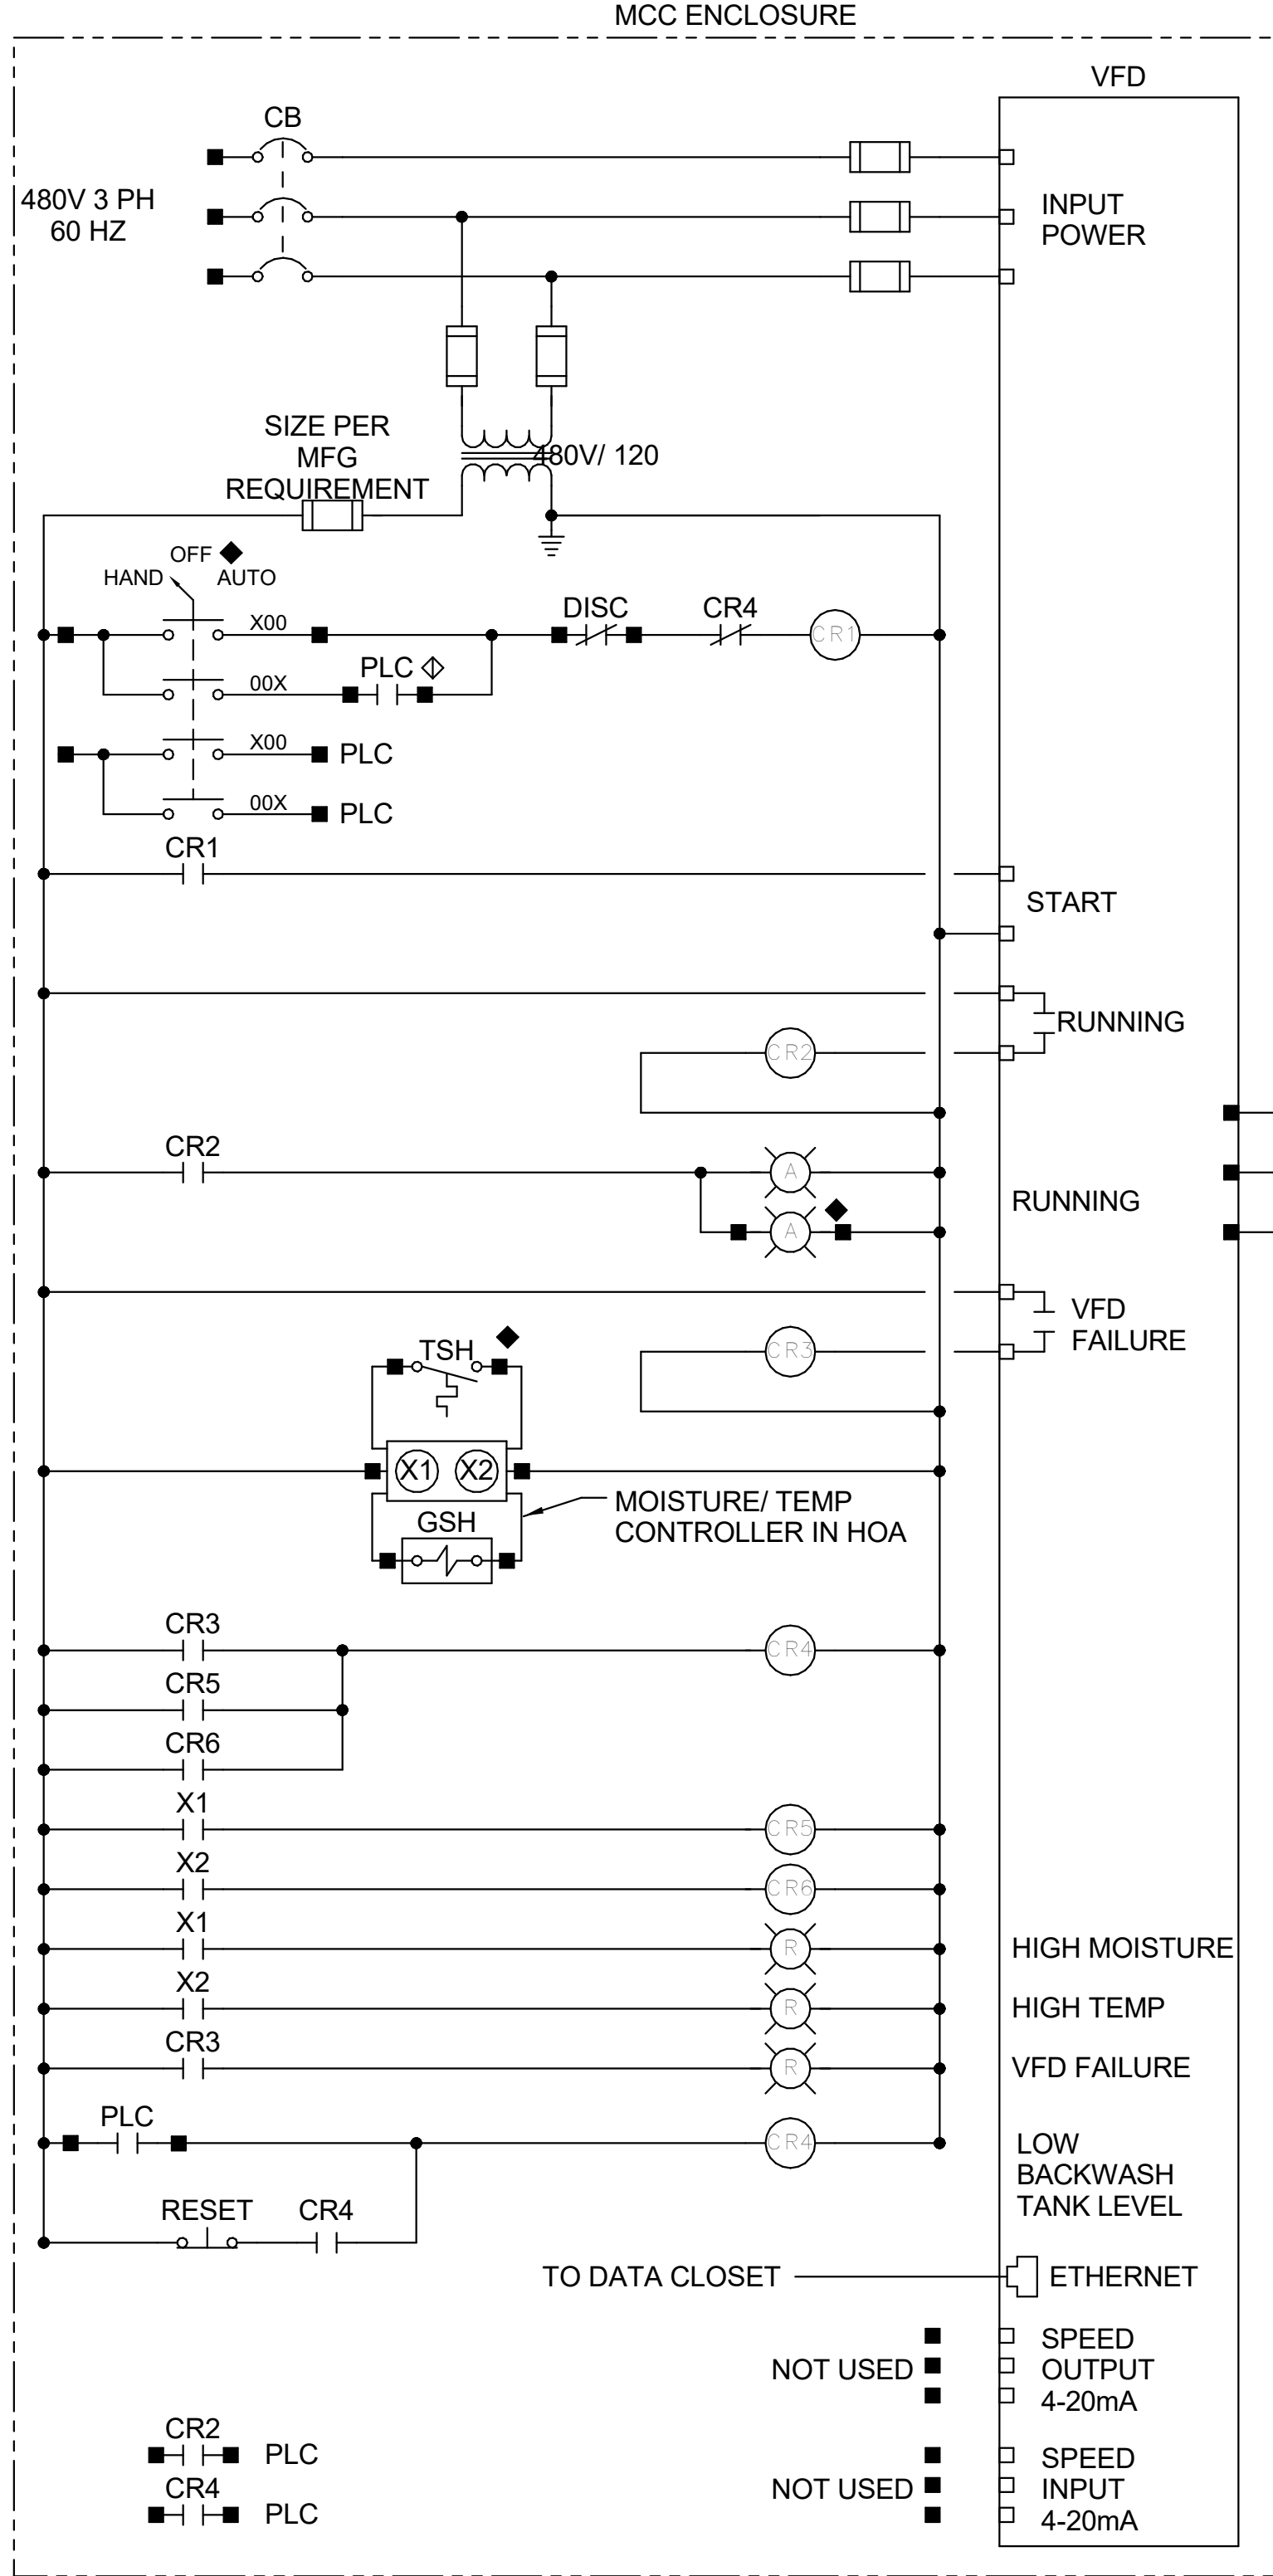 MCC ENCLOSURE
VFD
CB
480V 3 PH
60 HZ
INPUT
POWER
SIZE PER
MFG
REQUIREMENT
480V/ 120
OFF
HAND
AUTO
X00
DISC
CR4
CR1
00X
PLC
X00
PLC
00X
PLC
CR1
START
RUNNING
CR2
CR2
A
RUNNING
A
VFD
FAILURE
TSH
CR3
X1
X2
MOISTURE/ TEMP
CONTROLLER IN HOA
GSH
CR3
CR4
CR5
CR6
X1
CR5
X2
CR6
X1
R
HIGH MOISTURE
X2
R
HIGH TEMP
CR3
R
VFD FAILURE
PLC
CR4
LOW
BACKWASH
TANK LEVEL
RESET
CR4
TO DATA CLOSET
ETHERNET
NOT USED
SPEED
OUTPUT
4-20mA
CR2
PLC
CR4
PLC
NOT USED
SPEED
INPUT
4-20mA